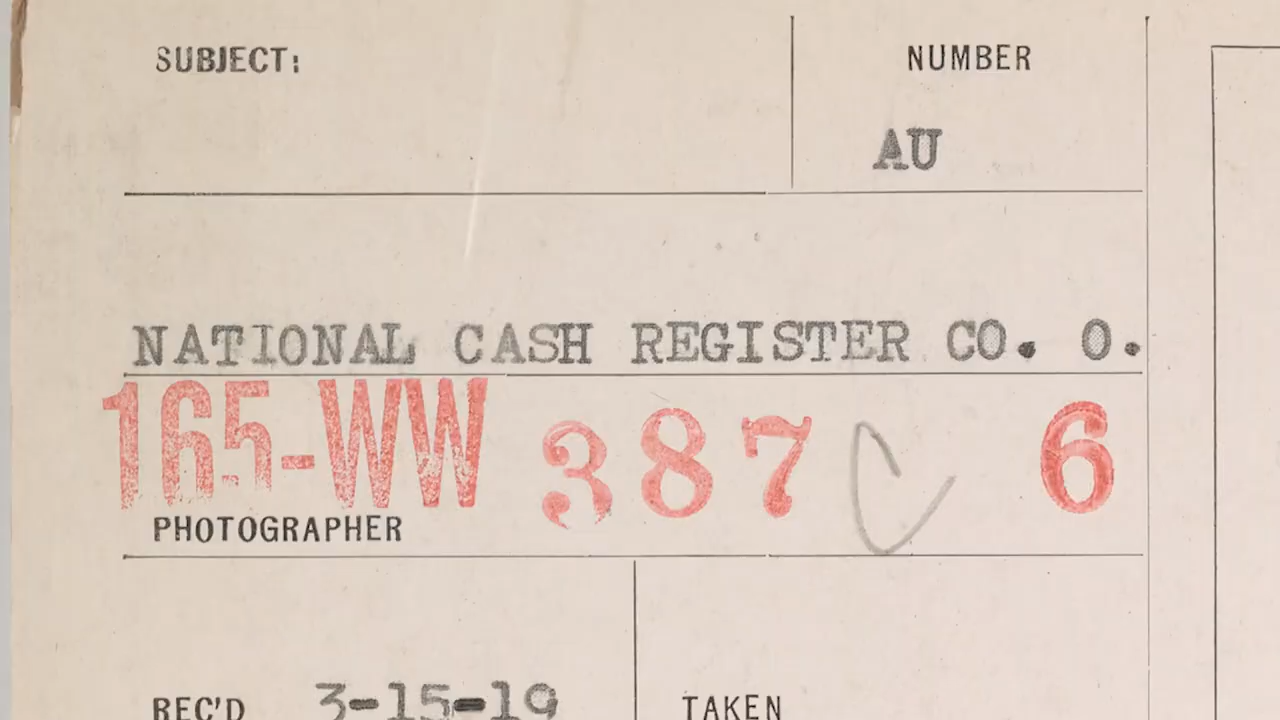 SUBJECT:
NUMBER
AU
NATIONAL CASH REGISTER CO. O.
165-WW 387 C 6
PHOTOGRAPHER
REC'D 3-15-19
TAKEN